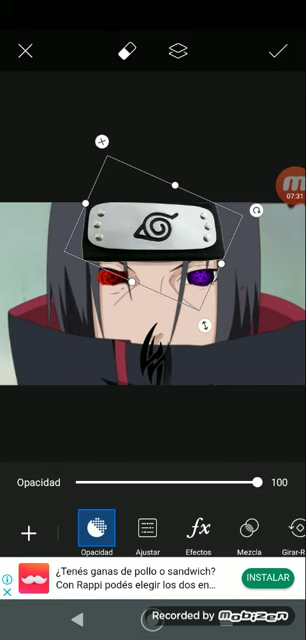 07:31
Opacidad
100
Opacidad
Ajustar
fx
Efectos
Mezcla
Girar-R
¿Tenés ganas de pollo o sandwich?
Con Rappi podés elegir los dos en...
INSTALAR
Recorded by mobizen